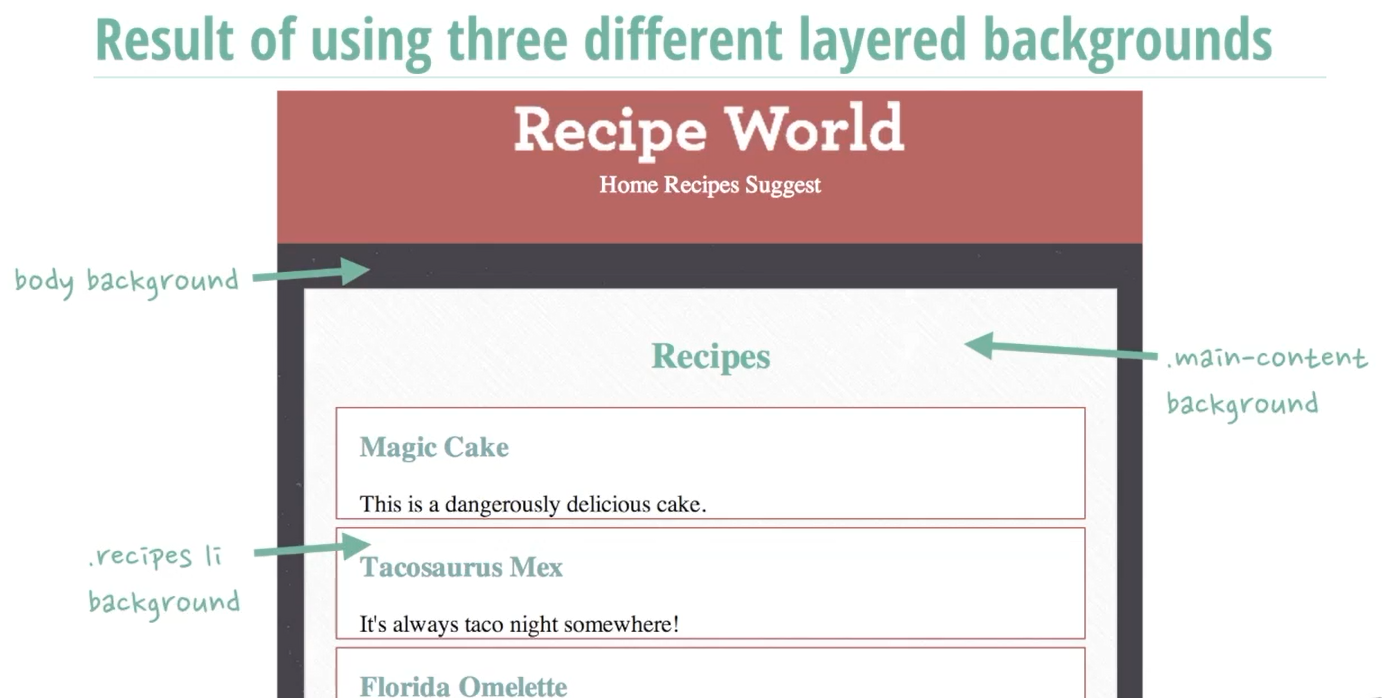 Result of using three different layered backgrounds
Recipe World
Home Recipes Suggest
body background
Recipes
.main-content
background
Magic Cake
This is a dangerously delicious cake.
.recipes li
background
Tacosaurus Mex
It's always taco night somewhere!
Florida Omelette